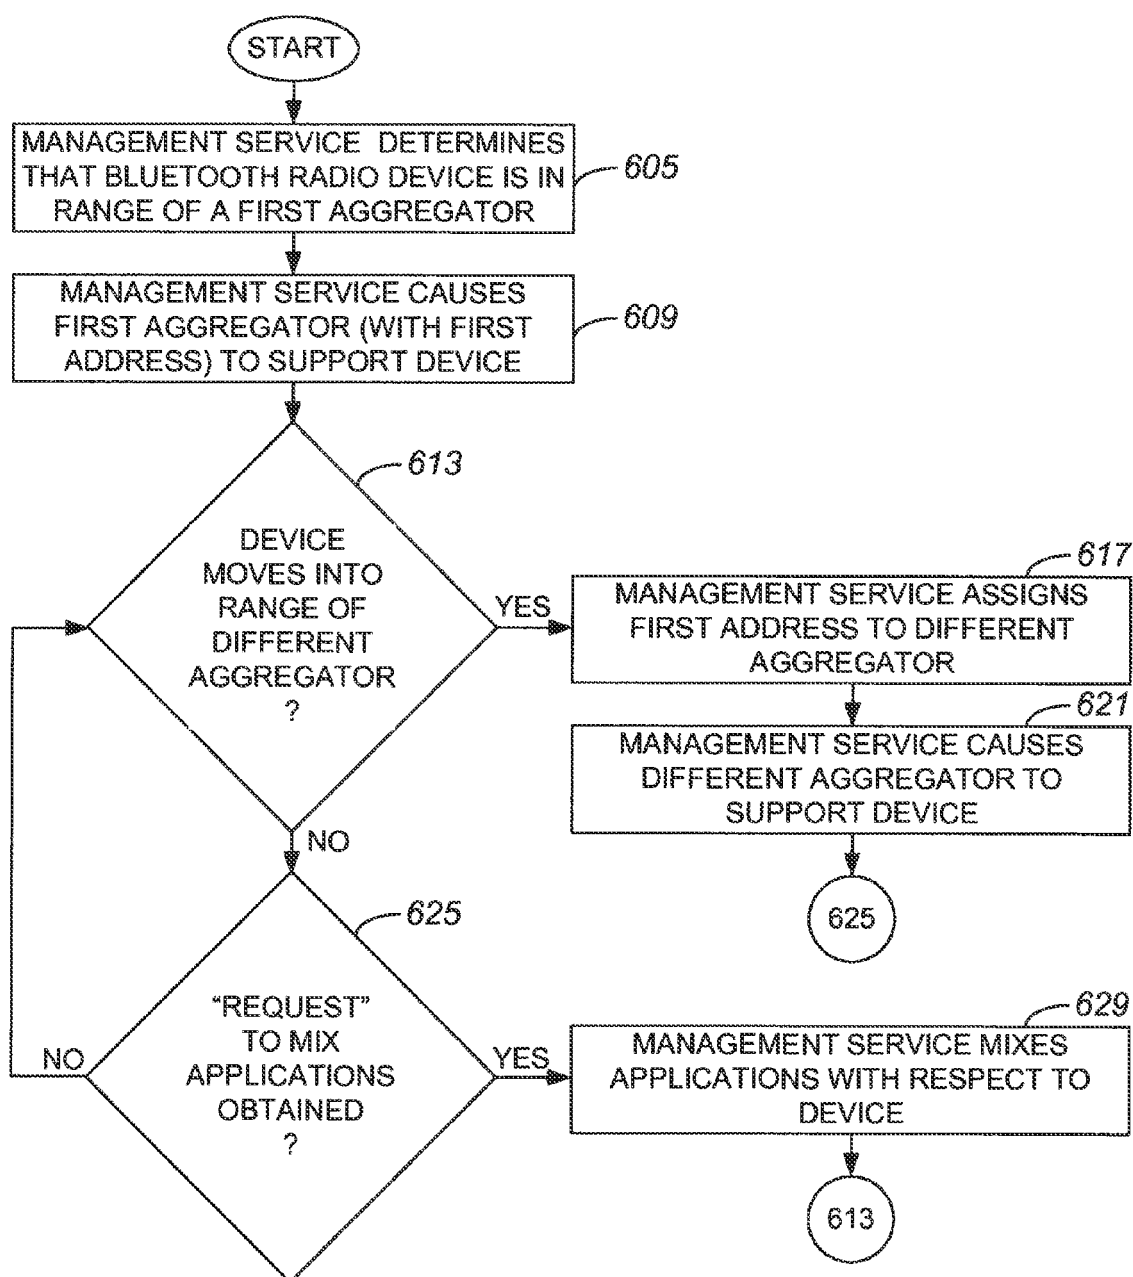 START
MANAGEMENT SERVICE DETERMINES
THAT BLUETOOTH RADIO DEVICE IS IN
RANGE OF A FIRST AGGREGATOR
605
MANAGEMENT SERVICE CAUSES
FIRST AGGREGATOR (WITH FIRST
ADDRESS) TO SUPPORT DEVICE
609
613
DEVICE
MOVES INTO
RANGE OF
DIFFERENT
AGGREGATOR
?
YES
617
MANAGEMENT SERVICE ASSIGNS
FIRST ADDRESS TO DIFFERENT
AGGREGATOR
621
MANAGEMENT SERVICE CAUSES
DIFFERENT AGGREGATOR TO
SUPPORT DEVICE
625
NO
625
“REQUEST”
TO MIX
APPLICATIONS
OBTAINED
?
NO
YES
629
MANAGEMENT SERVICE MIXES
APPLICATIONS WITH RESPECT TO
DEVICE
613